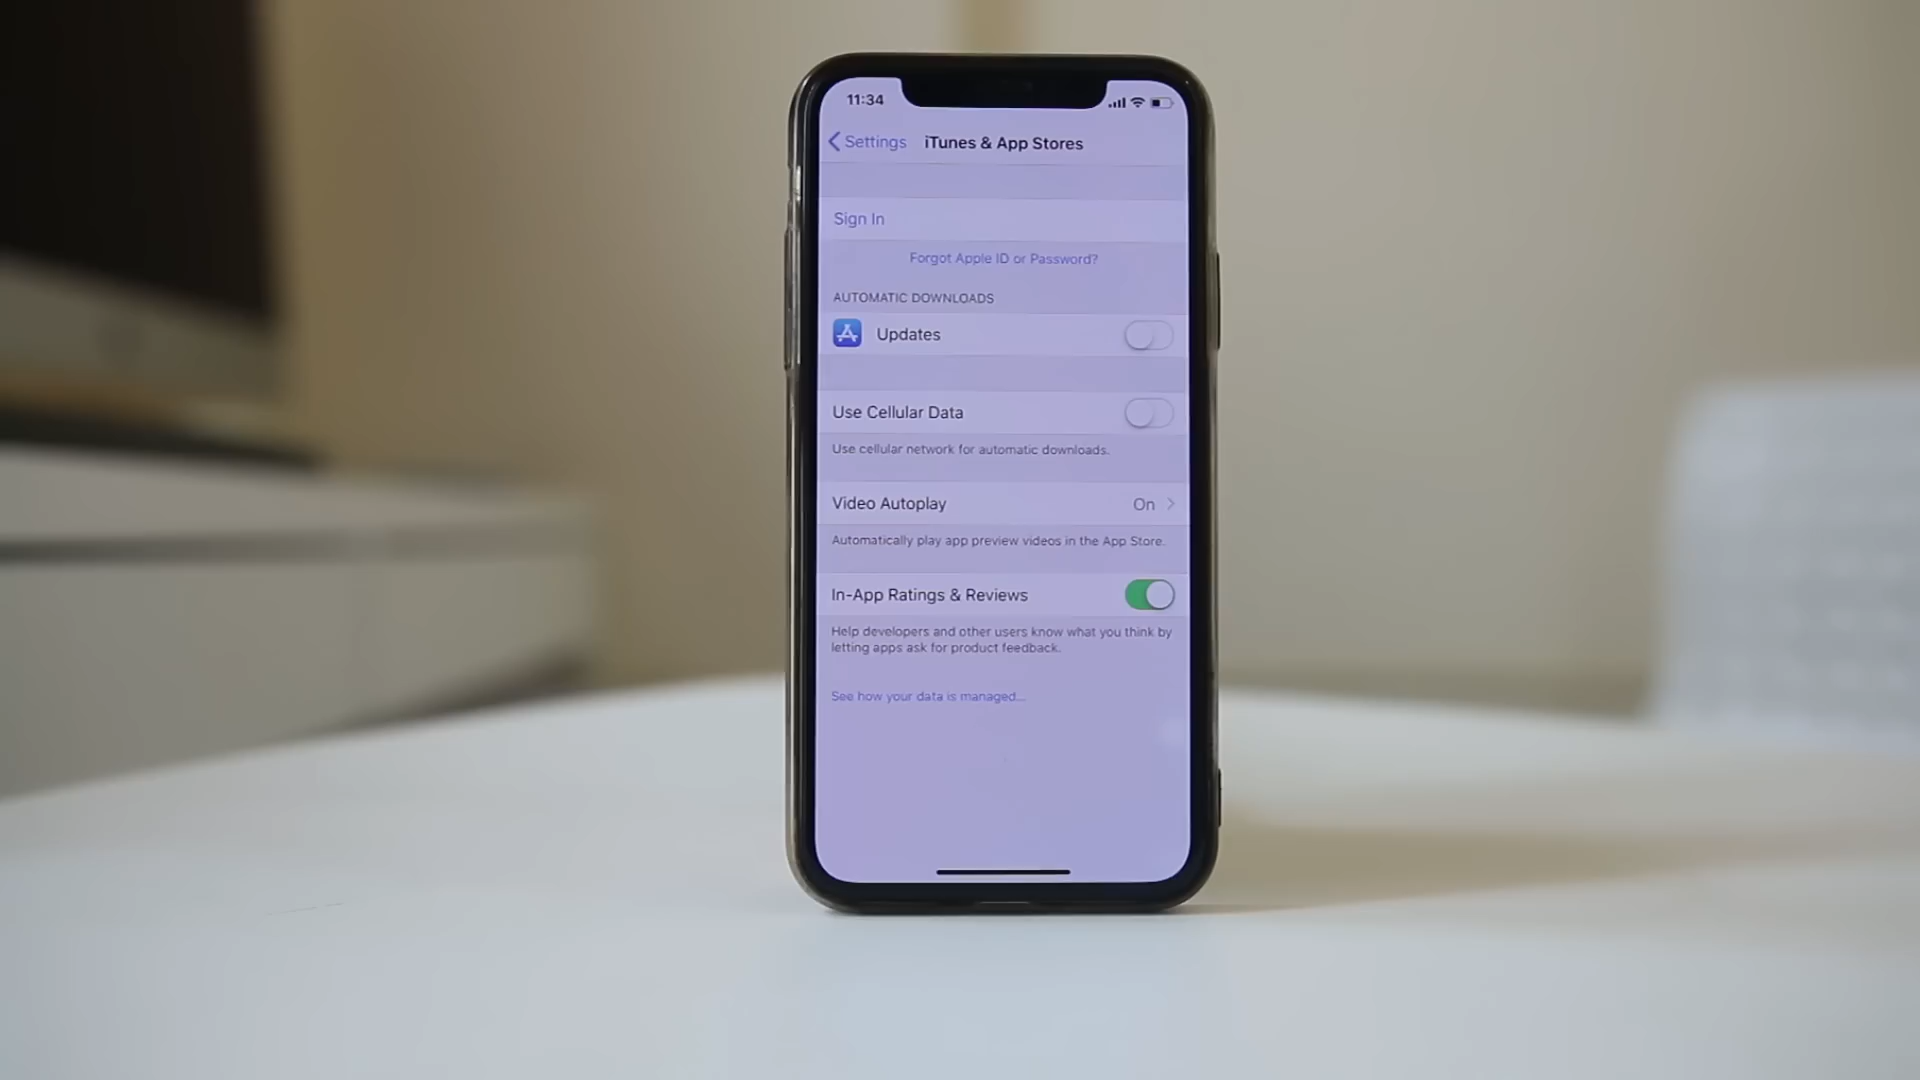 11:34
Settings
iTunes & App Stores
Sign In
Forgot Apple ID or Password?
AUTOMATIC DOWNLOADS
Updates
Use Cellular Data
Use cellular network for automatic downloads.
Video Autoplay On
Automatically play app preview videos in the App Store.
In-App Ratings & Reviews
Help developers and other users know what you think by
letting apps ask for product feedback.
See how your data is managed...